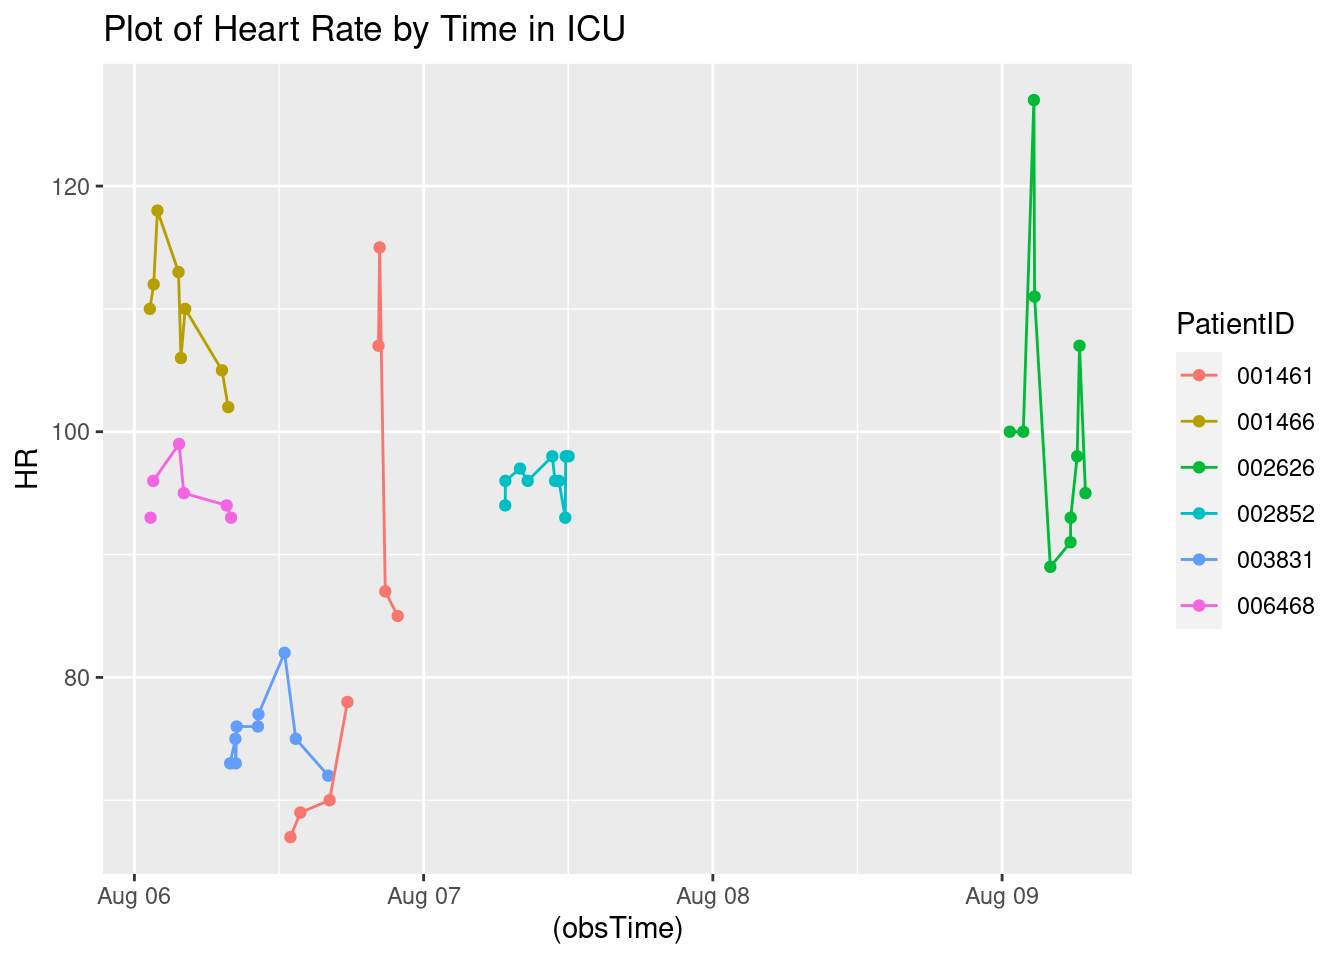 Plot of Heart Rate by Time in ICU
120
100
80
HR
Aug 06
Aug 07
Aug 08
Aug 09
(obsTime)
PatientID
001461
001466
002626
002852
003831
006468